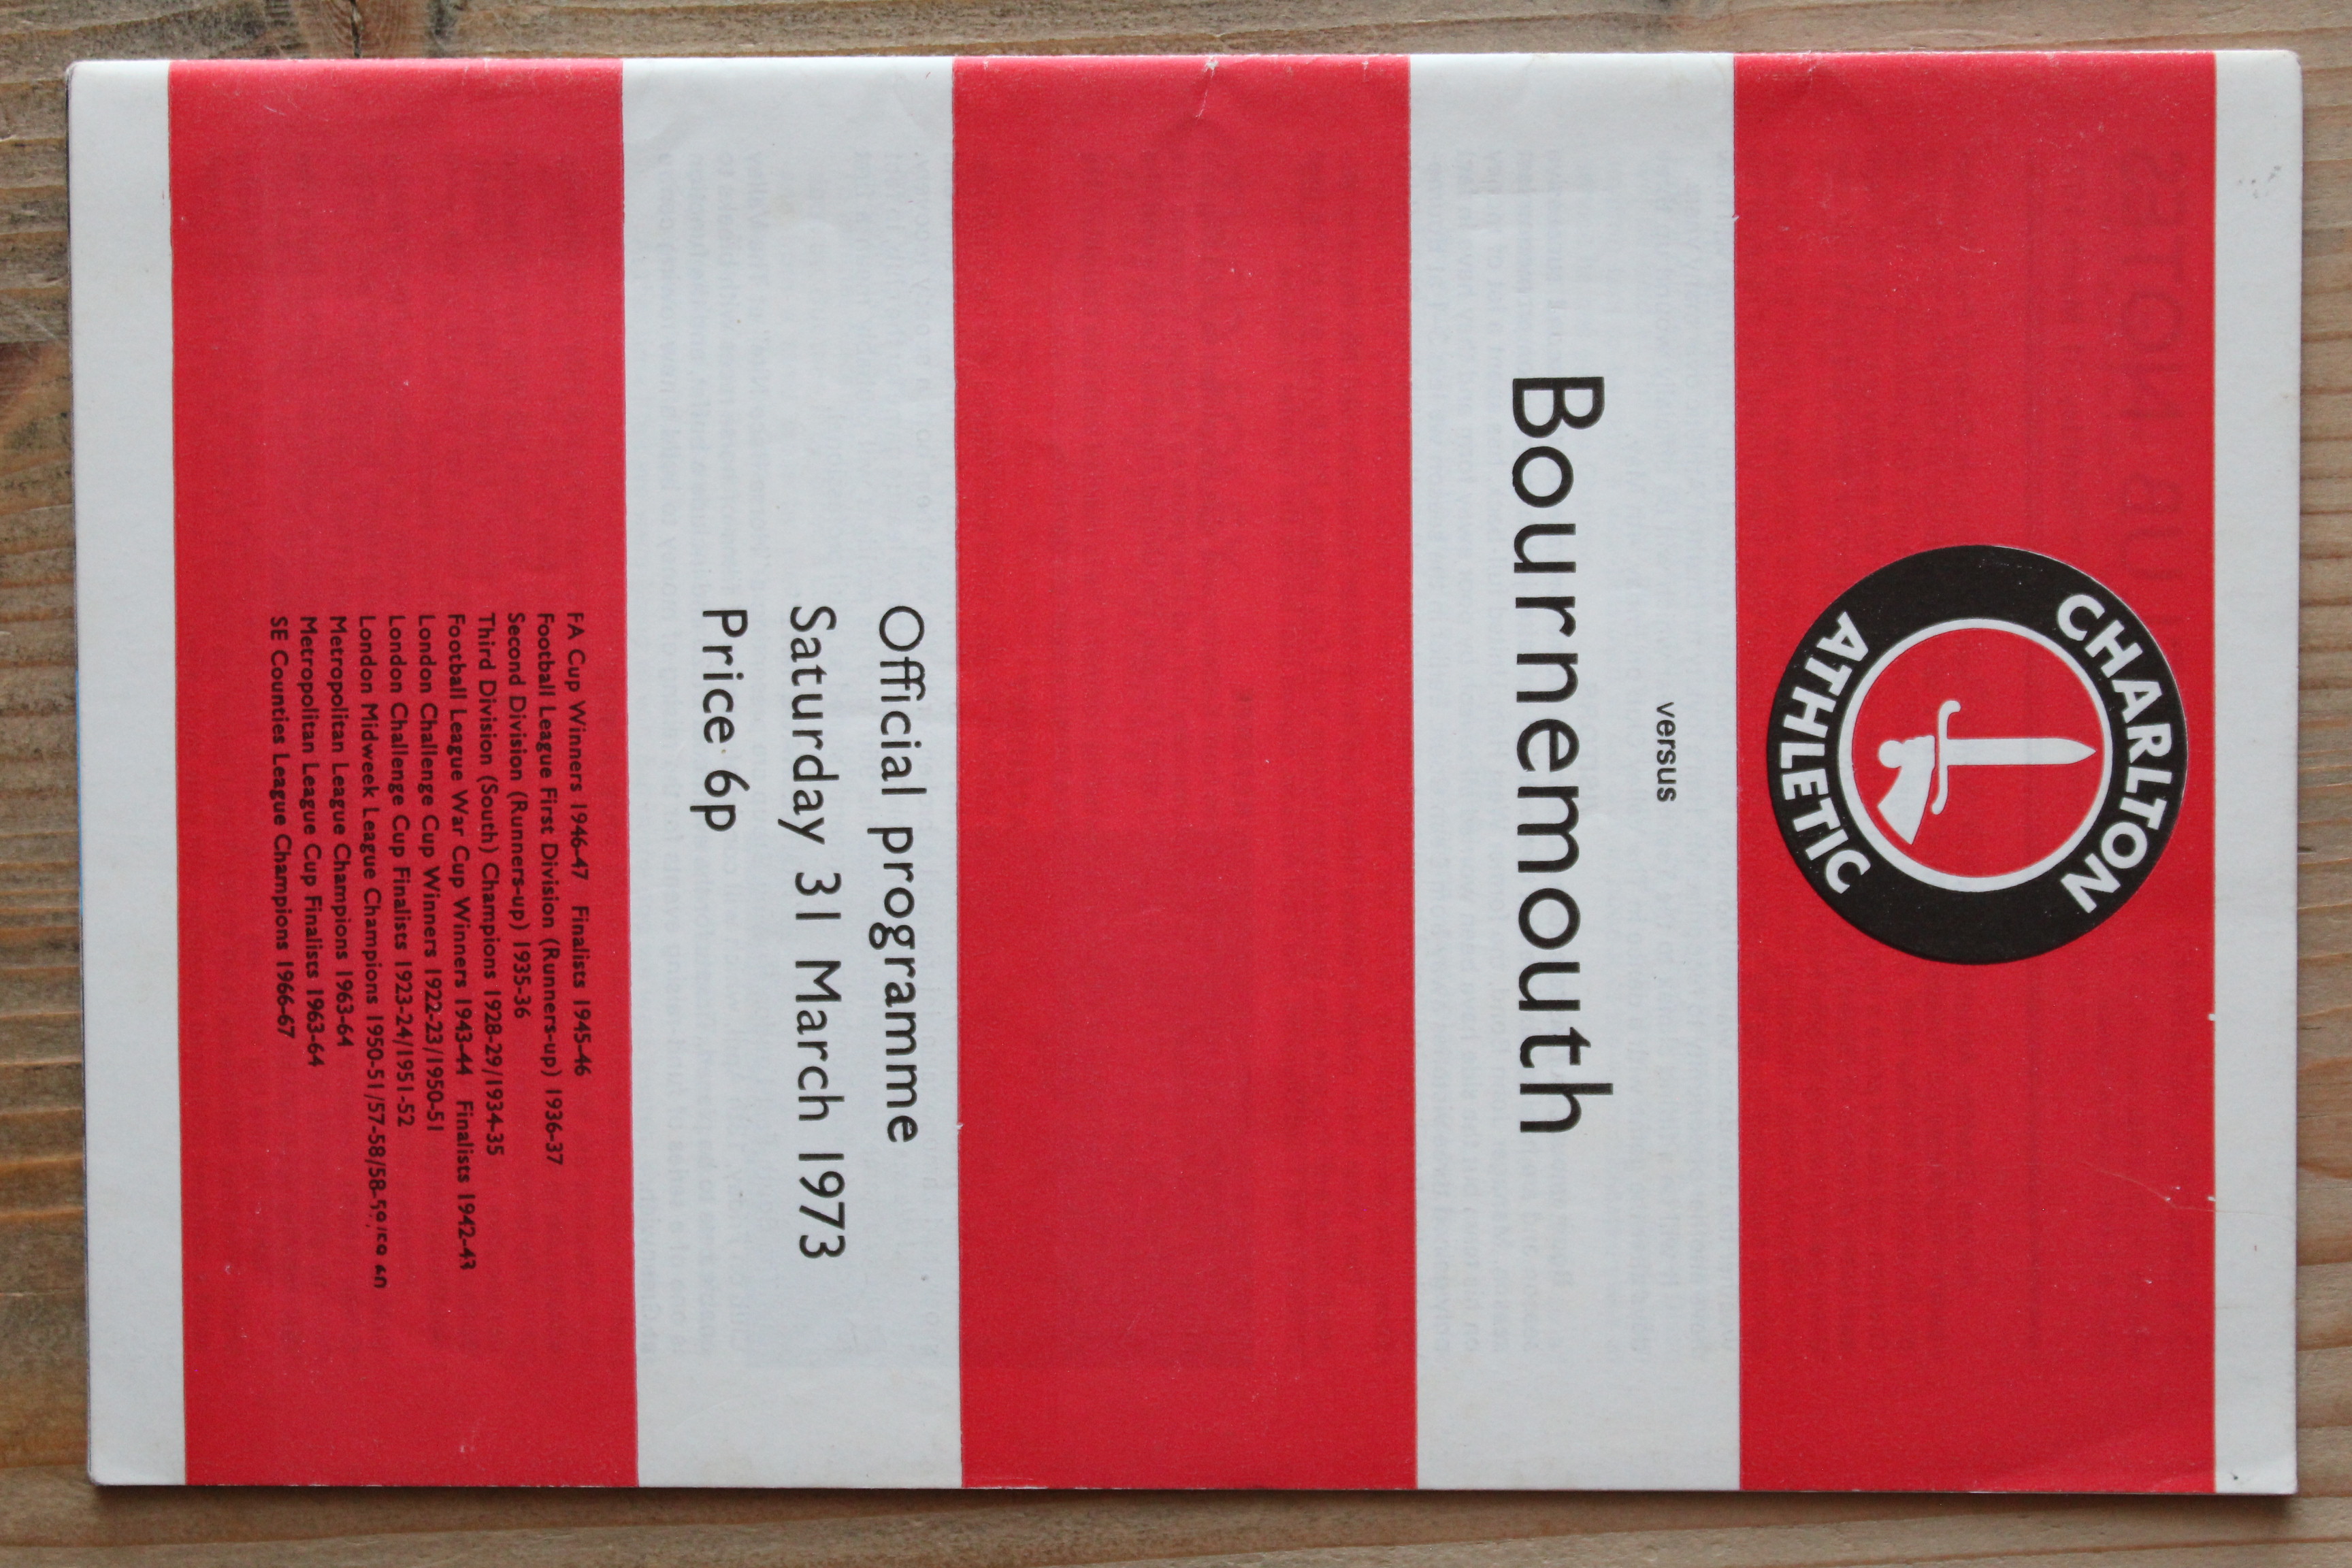 CHARLTON
ATHLETIC
versus
Bournemouth
Official programme
Saturday 31 March 1973
Price 6p
FA Cup Winners 1946-47 Finalists 1945-46
Football League First Division (Runners-up) 1936-37
Second Division (Runners-up) 1935-36
Third Division (South) Champions 1928-29/1934-35
Football League War Cup Winners 1943-44 Finalists 1942-43
London Challenge Cup Winners 1922-23/1950-51
London Challenge Cup Finalists 1923-24/1951-52
London Midweek League Champions 1950-51/57-58/58-59/59-60
Metropolitan League Champions 1963-64
Metropolitan League Cup Finalists 1963-64
SE Counties League Champions 1966-67